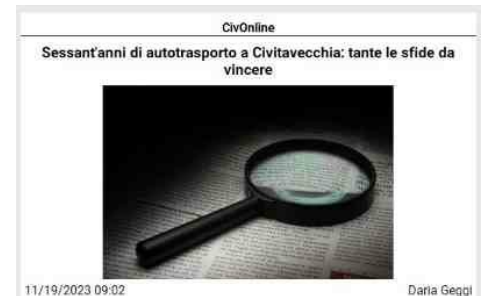 CivOnline
Sessant'anni di autotrasporto a Civitavecchia: tante le sfide da
vincere
11/19/2023 09:02
Daria Geggi